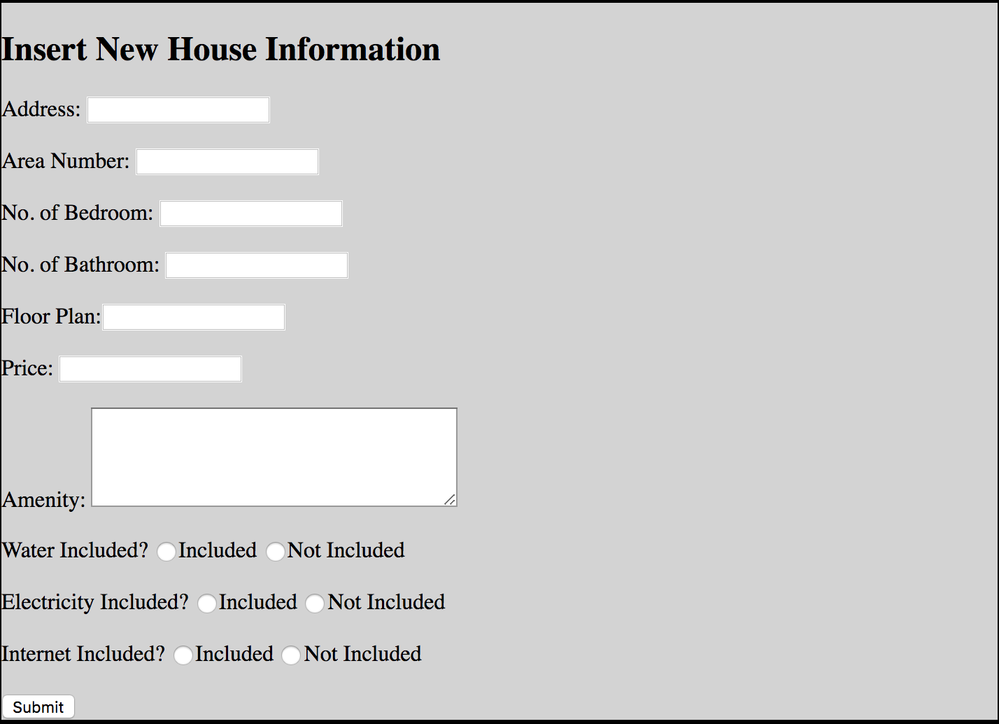 Insert New House Information
Address:
Area Number:
No. of Bedroom:
No. of Bathroom:
Floor Plan:
Price:
Amenity:
Water Included? Included Not Included
Electricity Included? Included Not Included
Internet Included? Included Not Included
Submit